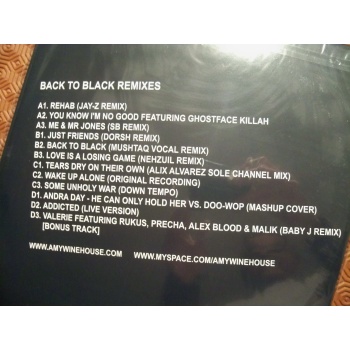 BACK TO BLACK REMIXES
A1. REHAB (JAY-Z REMIX)
A2. YOU KNOW I'M NO GOOD FEATURING GHOSTFACE KILLAH
A3. ME & MR JONES (SB REMIX)
B1. JUST FRIENDS (DORSH REMIX)
B2. BACK TO BLACK (MUSHTAQ VOCAL REMIX)
B3. LOVE IS A LOSING GAME (NEHZUIL REMIX)
C1. TEARS DRY ON THEIR OWN (ALIX ALVAREZ SOLE CHANNEL MIX)
C2. WAKE UP ALONE (ORIGINAL RECORDING)
C3. SOME UNHOLY WAR (DOWN TEMPO)
D1. ANDRA DAY - HE CAN ONLY HOLD HER VS. DOO-WOP (MASHUP COVER)
D2. ADDICTED (LIVE VERSION)
D3. VALERIE FEATURING RUKUS, PRECHA, ALEX BLOOD & MALIK (BABY J REMIX)
[BONUS TRACK]
WWW.AMYWINEHOUSE.COM WWW.MYSPACE.COM/AMYWINEHOUSE